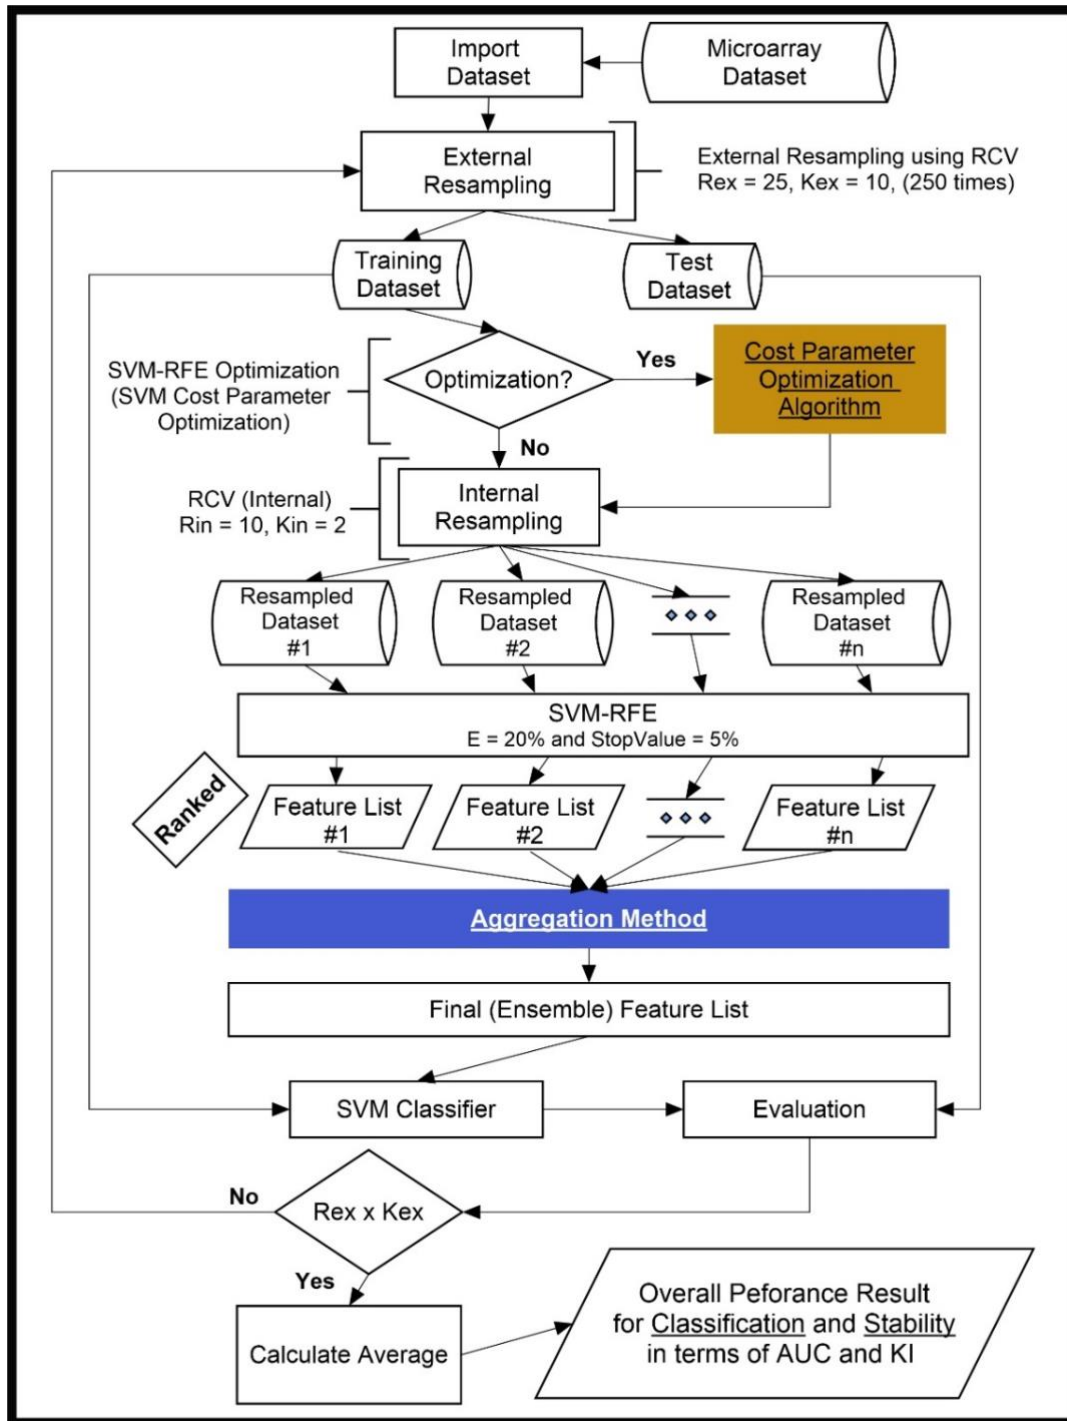 Import
Dataset
Microarray
Dataset
External
Resampling
External Resampling using RCV
Rex = 25, Kex = 10, (250 times)
Training
Dataset
Test
Dataset
SVM-RFE Optimization
(SVM Cost Parameter
Optimization)
Optimization?
Yes
Cost Parameter
Optimization
Algorithm
No
RCV (Internal)
Rin = 10, Kin = 2
Internal
Resampling
Resampled
Dataset
#1
Resampled
Dataset
#2
Resampled
Dataset
#n
SVM-RFE
E = 20% and StopValue = 5%
Ranked
Feature List
#1
Feature List
#2
Feature List
#n
Aggregation Method
Final (Ensemble) Feature List
SVM Classifier
Evaluation
No
Rex x Kex
Yes
Calculate Average
Overall Peforance Result
for Classification and Stability
in terms of AUC and KI